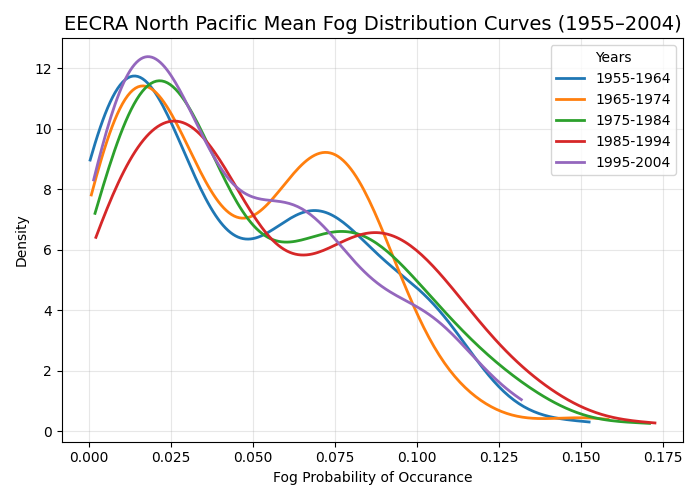 EECRA North Pacific Mean Fog Distribution Curves (1955–2004)
Years
1955-1964
1965-1974
1975-1984
1985-1994
1995-2004
Density
12
10
8
6
4
2
0
0.000 0.025 0.050 0.075 0.100 0.125 0.150 0.175
Fog Probability of Occurance